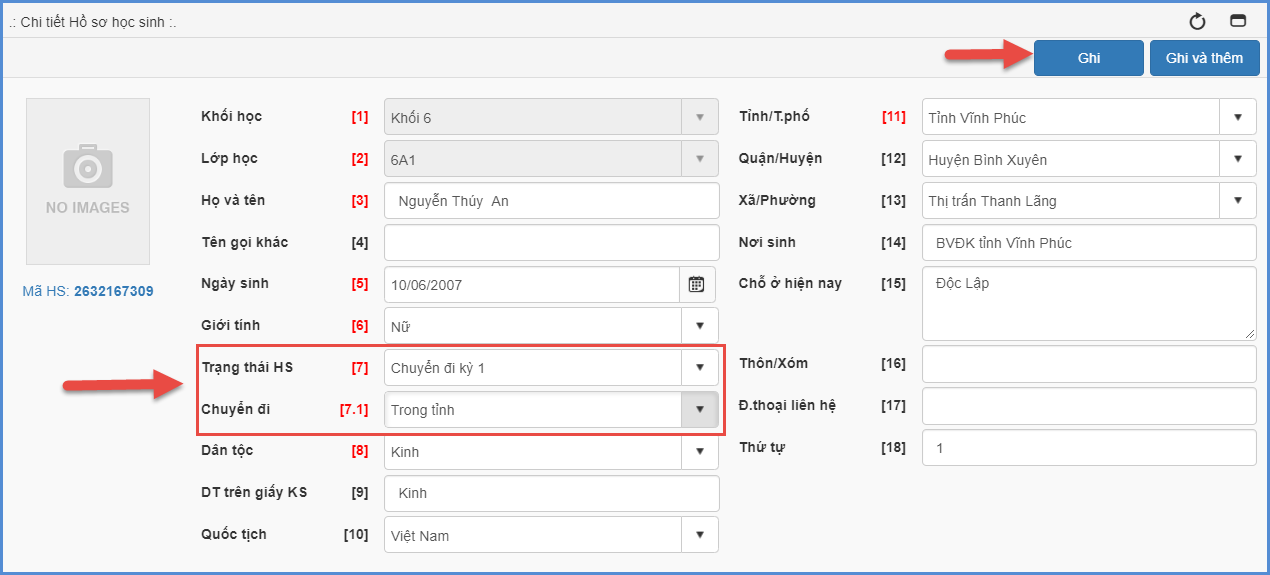 .: Chi tiết Hồ sơ học sinh :.
Ghi
Ghi và thêm
NO IMAGES
Mã HS: 2632167309
Khối học [1] Khối 6
Lớp học [2] 6A1
Họ và tên [3] Nguyễn Thúy An
Tên gọi khác [4]
Ngày sinh [5] 10/06/2007
Giới tính [6] Nữ
Trạng thái HS [7] Chuyển đi kỳ 1
Chuyển đi [7.1] Trong tỉnh
Dân tộc [8] Kinh
DT trên giấy KS [9] Kinh
Quốc tịch [10] Việt Nam
Tỉnh/T.phố [11] Tỉnh Vĩnh Phúc
Quận/Huyện [12] Huyện Bình Xuyên
Xã/Phường [13] Thị trấn Thanh Lãng
Nơi sinh [14] BVĐK tỉnh Vĩnh Phúc
Chỗ ở hiện nay [15] Độc Lập
Thôn/Xóm [16]
Đ.thoại liên hệ [17]
Thứ tự [18] 1